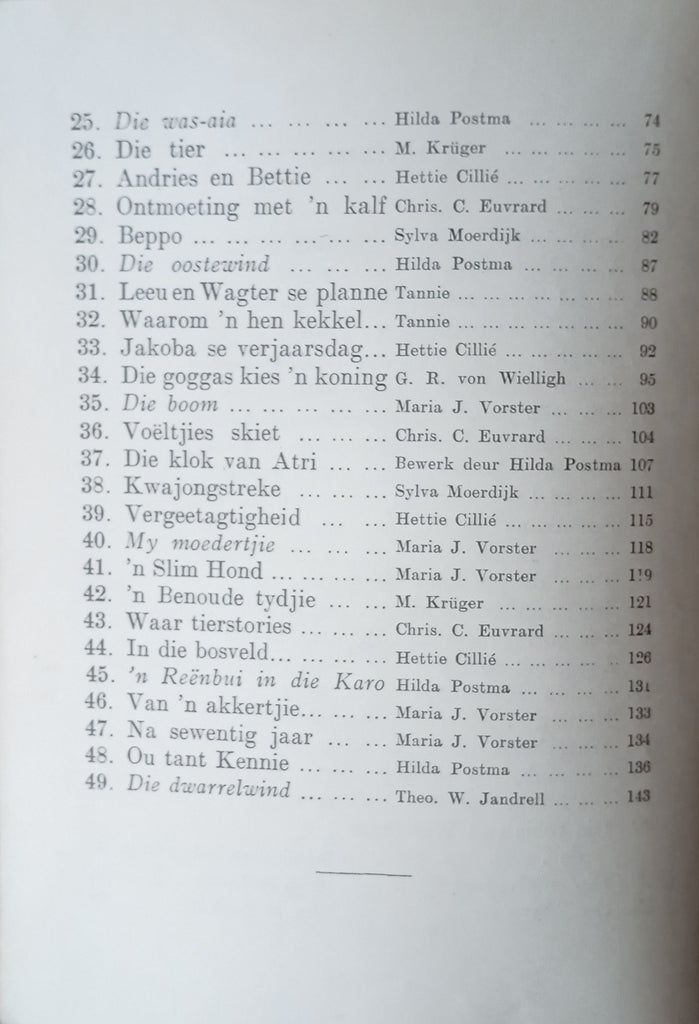 25. Die was-aia ... ... ... ... Hilda Postma ... ... ... ... 74
26. Die tier ... ... ... ... ... M. Krüger ... ... ... ... 75
27. Andries en Bettie ... ... Hettie Cillié ... ... ... ... 77
28. Ontmoeting met 'n kalf Chris. C. Euvrard ... ... ... 79
29. Beppo ... ... ... ... ... ... Sylva Moerdijk ... ... ... ... 82
30. Die oostewind ... ... ... Hilda Postma ... ... ... ... 87
31. Leeu en Wagter se planne Tannie ... ... ... ... ... ... 88
32. Waarom 'n hen kekkel... Tannie ... ... ... ... ... ... 90
33. Jakoba se verjaarsdag... Hettie Cillié ... ... ... ... 92
34. Die goggas kies 'n koning G. R. von Wielligh ... ... 95
35. Die boom ... ... ... ... ... Maria J. Vorster ... ... ... 103
36. Voëltjies skiet ... ... ... Chris. C. Euvrard ... ... ... 104
37. Die klok van Atri ... ... Bewerk deur Hilda Postma 107
38. Kwajongstreke ... ... ... Sylva Moerdijk ... ... ... ... 111
39. Vergeetagtigheid ... ... Hettie Cillié ... ... ... ... 115
40. My moedertjie ... ... ... Maria J. Vorster ... ... ... 118
41. 'n Slim Hond ... ... ... ... Maria J. Vorster ... ... ... 119
42. 'n Benoude tydjie ... ... M. Krüger ... ... ... ... ... 121
43. Waar tierstories ... ... ... Chris. C. Euvrard ... ... ... 124
44. In die bosveld... ... ... ... Hettie Cillié ... ... ... ... 126
45. 'n Reënbui in die Karo Hilda Postma ... ... ... ... 131
46. Van 'n akkertjie... ... ... Maria J. Vorster ... ... ... 133
47. Na sewentig jaar ... ... Maria J. Vorster ... ... ... 134
48. Ou tant Kennie ... ... ... Hilda Postma ... ... ... ... 136
49. Die dwarrelwind ... ... ... Theo. W. Jandrell ... ... ... 143